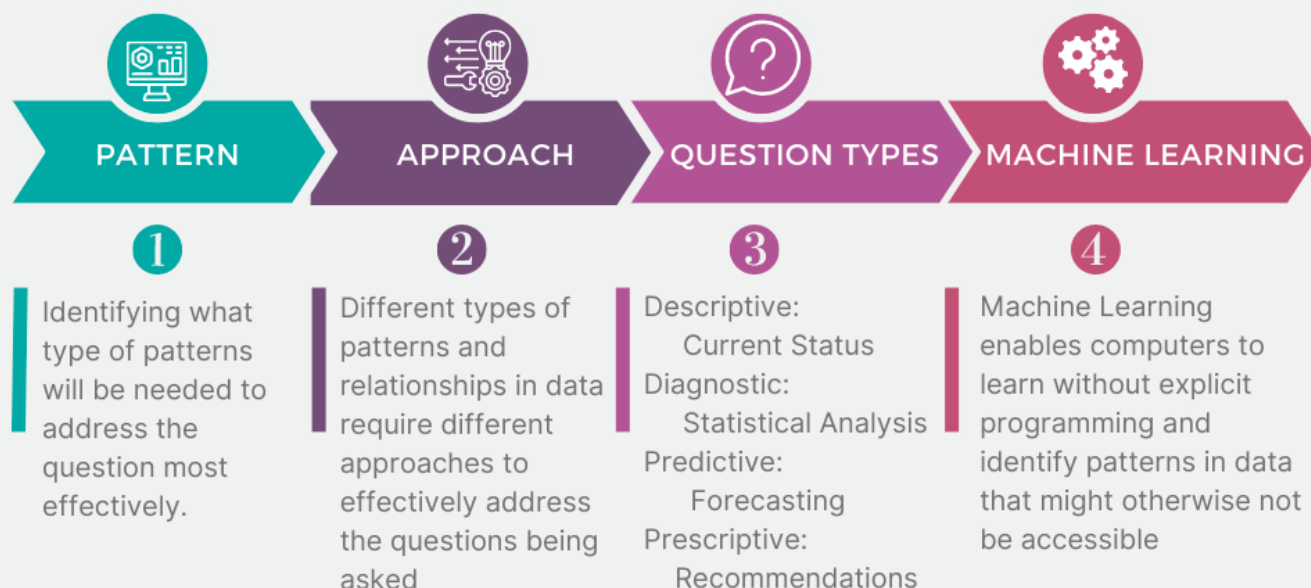 PATTERN
APPROACH
QUESTION TYPES
MACHINE LEARNING
1
Identifying what
type of patterns
will be needed to
address the
question most
effectively.
2
Different types of
patterns and
relationships in data
require different
approaches to
effectively address
the questions being
asked
3
Descriptive:
Current Status
Diagnostic:
Statistical Analysis
Predictive:
Forecasting
Prescriptive:
Recommendations
4
Machine Learning
enables computers to
learn without explicit
programming and
identify patterns in data
that might otherwise not
be accessible